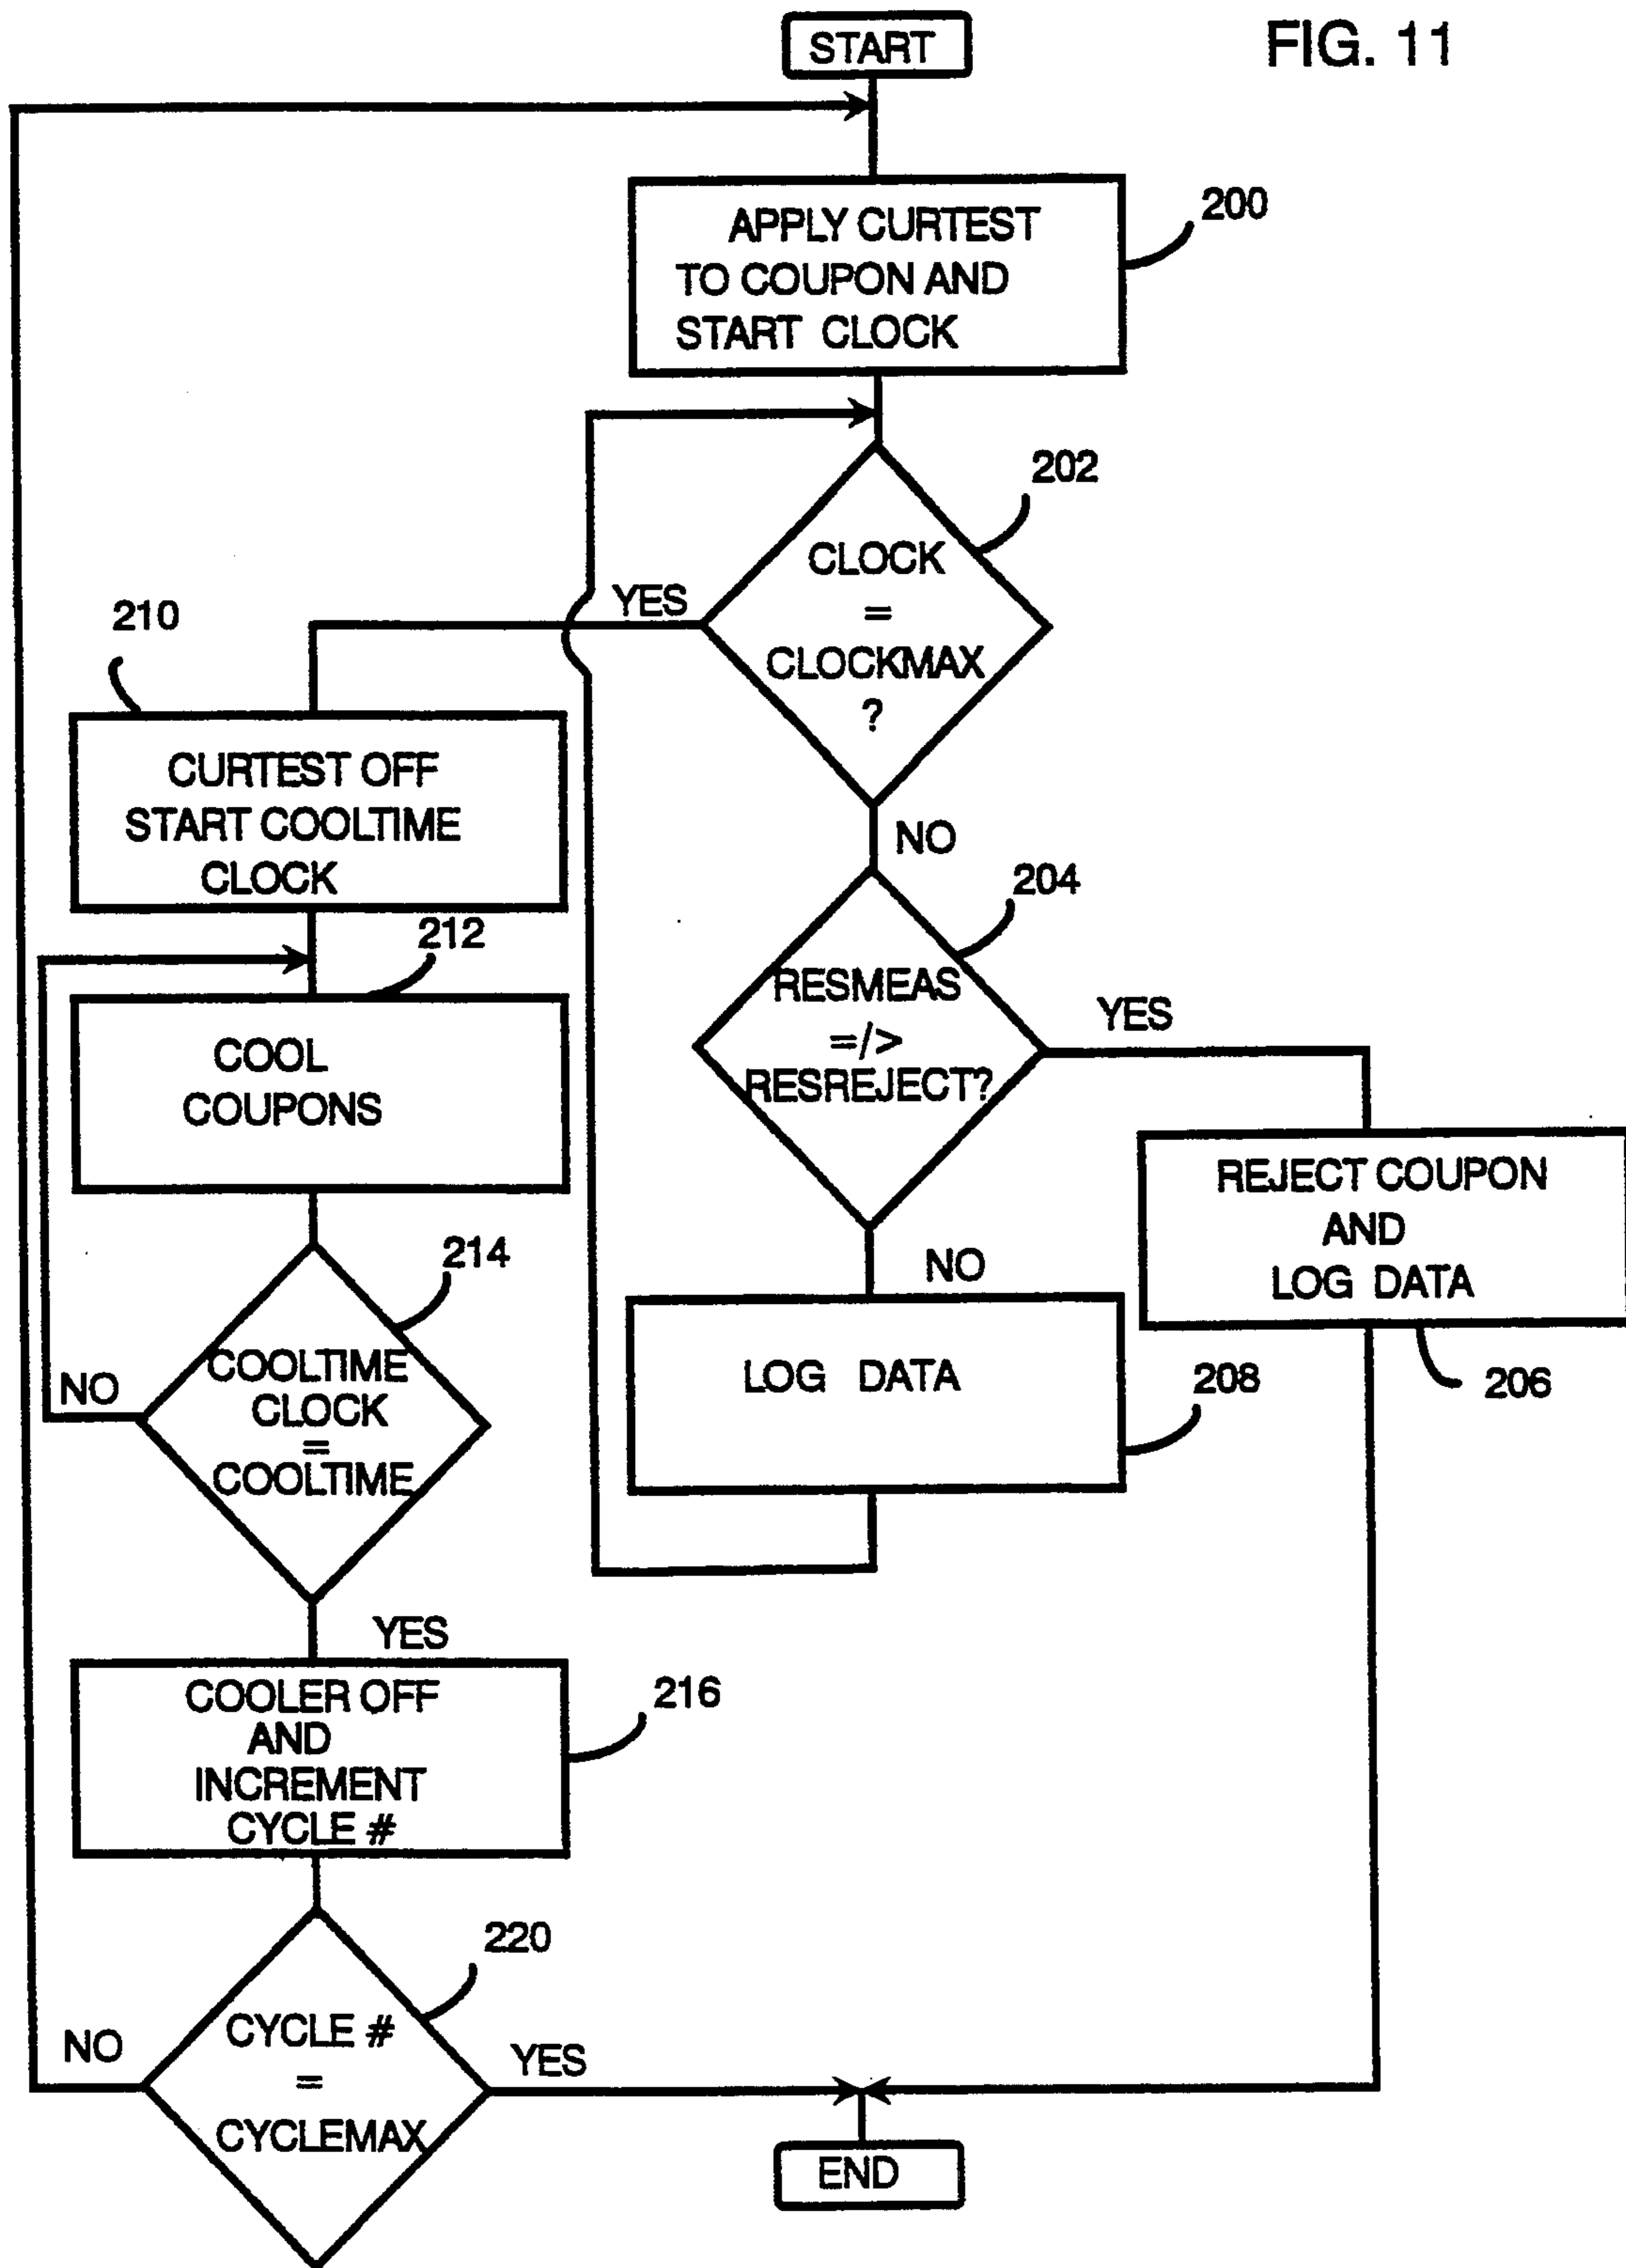 FIG. 11
START
APPLY CURTEST
TO COUPON AND
START CLOCK
200
CLOCK
=
CLOCKMAX
?
202
YES
NO
210
CURTEST OFF
START COOLTIME
CLOCK
212
COOL
COUPONS
204
RESMEAS
=/>
RESREJECT?
YES
NO
REJECT COUPON
AND
LOG DATA
206
LOG DATA
208
214
COOLTIME
CLOCK
=
COOLTIME
NO
YES
COOLER OFF
AND
INCREMENT
CYCLE #
216
220
CYCLE #
=
CYCLEMAX
NO
YES
END